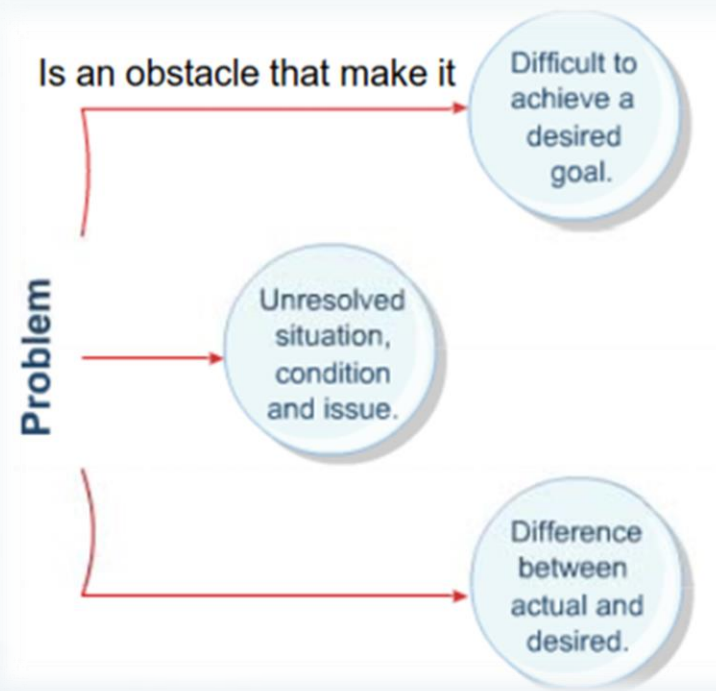 Is an obstacle that make it
Difficult to
achieve a
desired
goal.
Problem
Unresolved
situation,
condition
and issue.
Difference
between
actual and
desired.